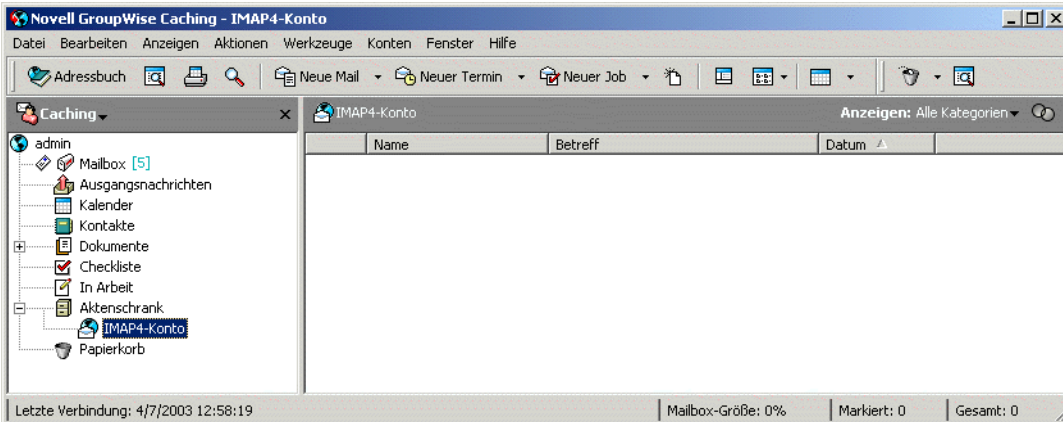 Novell GroupWise Caching - IMAP4-Konto
Datei Bearbeiten Anzeigen Aktionen Werkzeuge Konten Fenster Hilfe
Adressbuch Neue Mail Neuer Termin Neuer Job
Caching
IMAP4-Konto Anzeigen: Alle Kategorien
Name Betreff Datum
admin
Mailbox [5]
Ausgangsnachrichten
Kalender
Kontakte
Dokumente
Checkliste
In Arbeit
Aktenschrank
IMAP4-Konto
Papierkorb
Letzte Verbindung: 4/7/2003 12:58:19 Mailbox-Größe: 0% Markiert: 0 Gesamt: 0